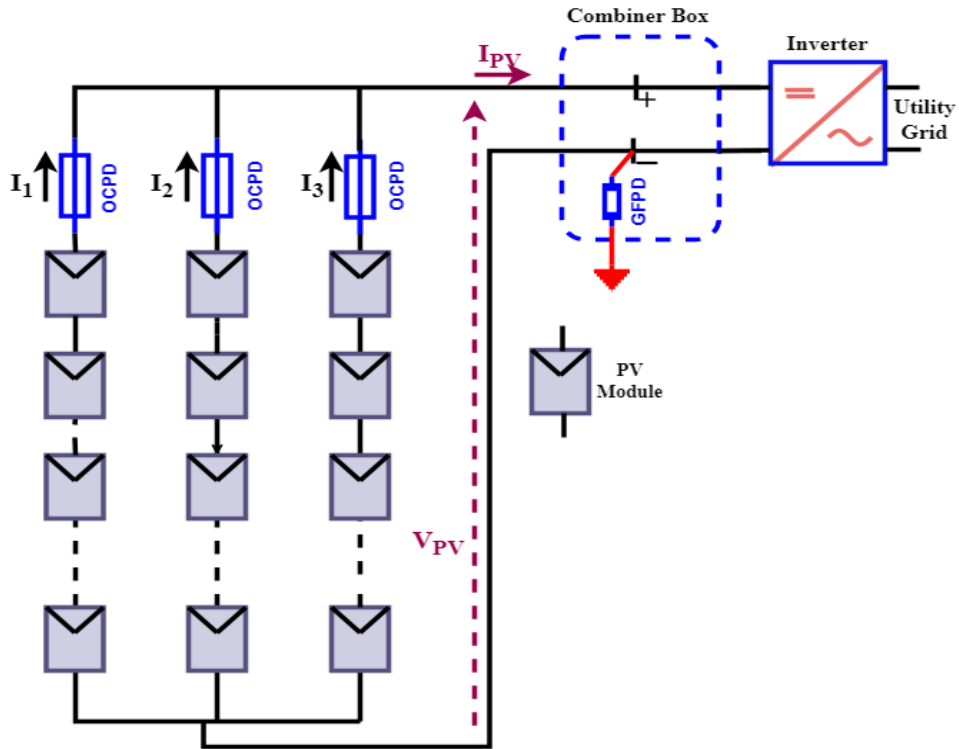 Combiner Box
I_PV
Inverter
+
Utility
Grid
I_1
OCPD
I_2
OCPD
I_3
OCPD
−
GFPD
PV
Module
V_PV